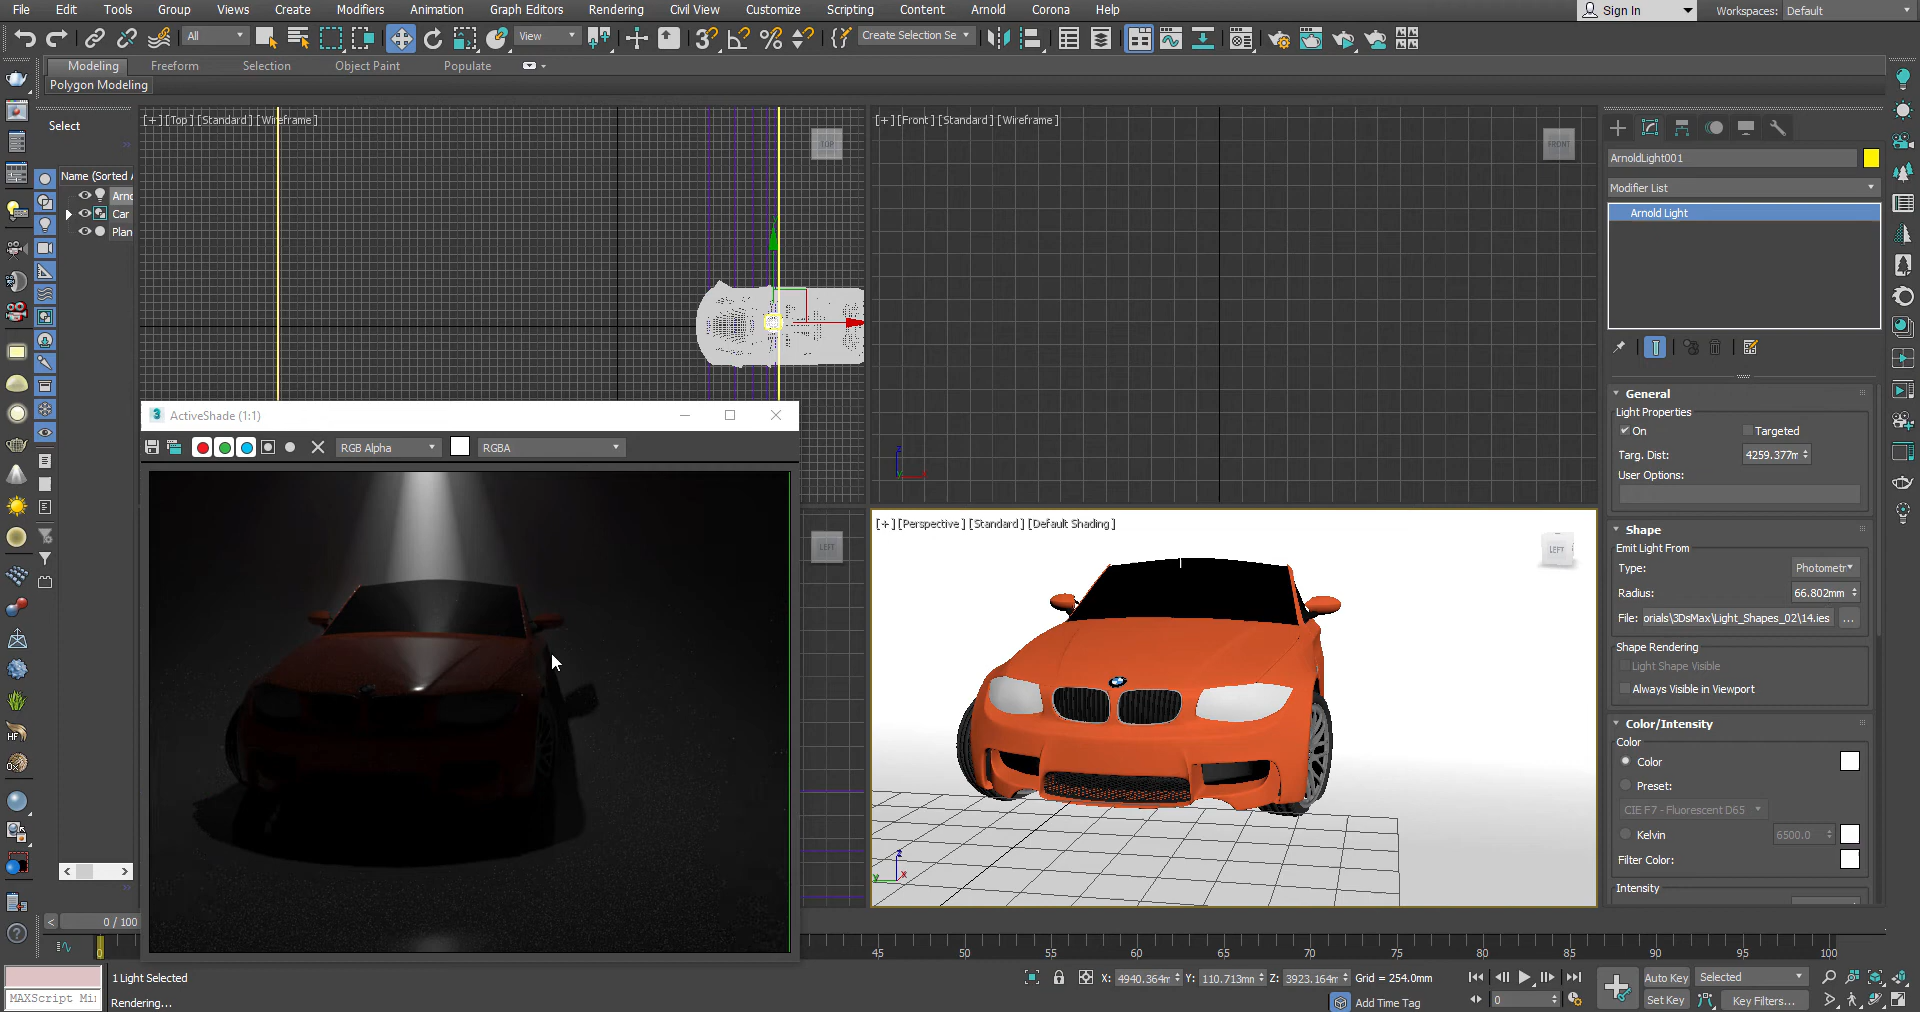 File Edit Tools Group Views Create Modifiers Animation Graph Editors Rendering Civil View Customize Scripting Content Arnold Corona Help
Sign In Workspaces: Default
All View Create Selection Se
Modeling Freeform Selection Object Paint Populate
Polygon Modeling
Select
Name (Sorted A
Arno
Car
Plan
[+] [Top] [Standard] [Wireframe]
TOP
[+] [Front] [Standard] [Wireframe]
FRONT
ActiveShade (1:1)
RGB Alpha RGBA
LEFT
[+] [Perspective] [Standard] [Default Shading]
LEFT
ArnoldLight001
Modifier List
Arnold Light
General
Light Properties
On Targeted
Targ. Dist: 4259.377m
User Options:
Shape
Emit Light From
Type: Photometr
Radius: 66.802mm
File: orials\3DsMax\Light_Shapes_02\14.ies ...
Shape Rendering
Light Shape Visible
Always Visible in Viewport
Color/Intensity
Color
Color
Preset:
CIE F7 - Fluorescent D65
Kelvin 6500.0
Filter Color:
Intensity
0 / 100
0
45 50 55 60 65 70 75 80 85 90 95 100
1 Light Selected
X: 4940.364m Y: 110.713mm Z: 3923.164m Grid = 254.0mm
Auto Key Selected
MAXScript Mi
Rendering...
Add Time Tag
0
Set Key Key Filters...